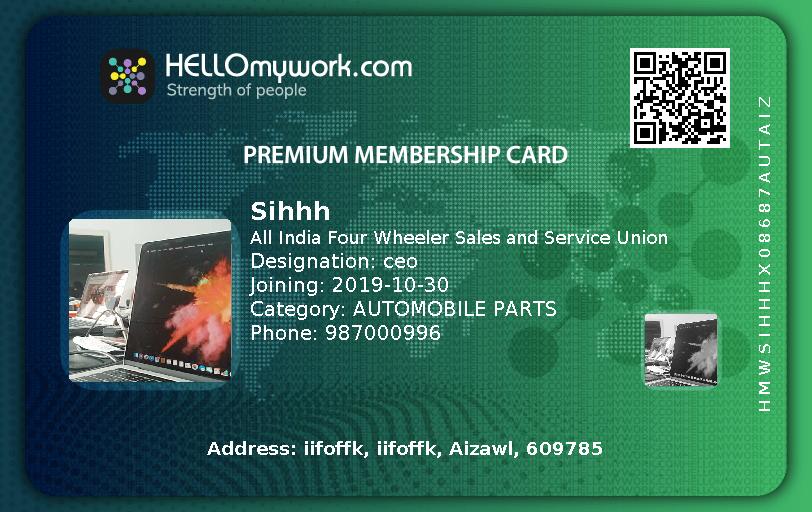 HELLOmywork.com
Strength of people
PREMIUM MEMBERSHIP CARD
Sihhh
All India Four Wheeler Sales and Service Union
Designation: ceo
Joining: 2019-10-30
Category: AUTOMOBILE PARTS
Phone: 987000996
Address: iifoffk, iifoffk, Aizawl, 609785
HMWSIHHHX08687AUTAIZ